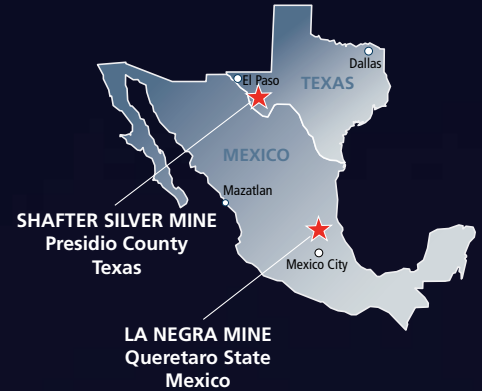 Dallas
El Paso
TEXAS
MEXICO
Mazatlan
SHAFTER SILVER MINE
Presidio County
Texas
Mexico City
LA NEGRA MINE
Queretaro State
Mexico